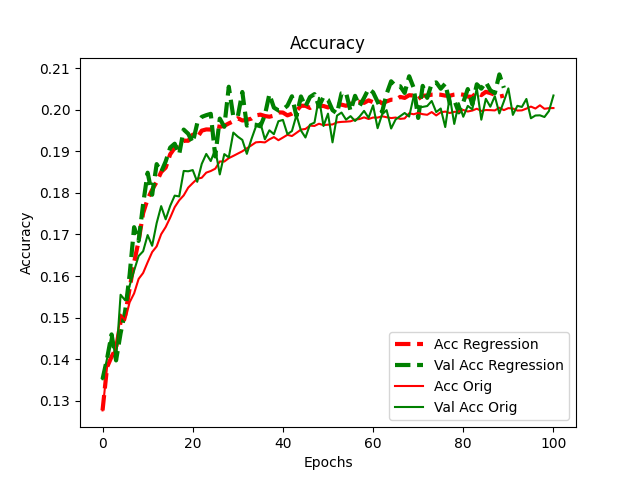 Accuracy
0.21
0.20
0.19
0.18
0.17
0.16
0.15
0.14
0.13
Accuracy
0 20 40 60 80 100
Epochs
Acc Regression
Val Acc Regression
Acc Orig
Val Acc Orig